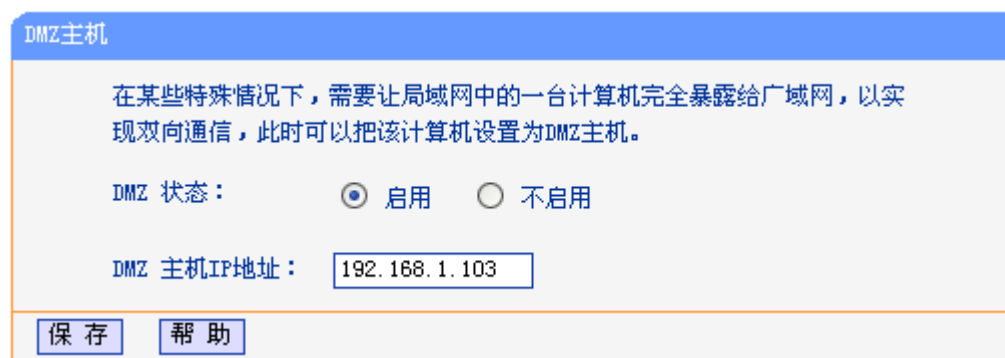 DMZ主机
在某些特殊情况下，需要让局域网中的一台计算机完全暴露给广域网，以实
现双向通信，此时可以把该计算机设置为DMZ主机。
DMZ 状态： 启用 不启用
DMZ 主机IP地址： 192.168.1.103
保 存 帮 助